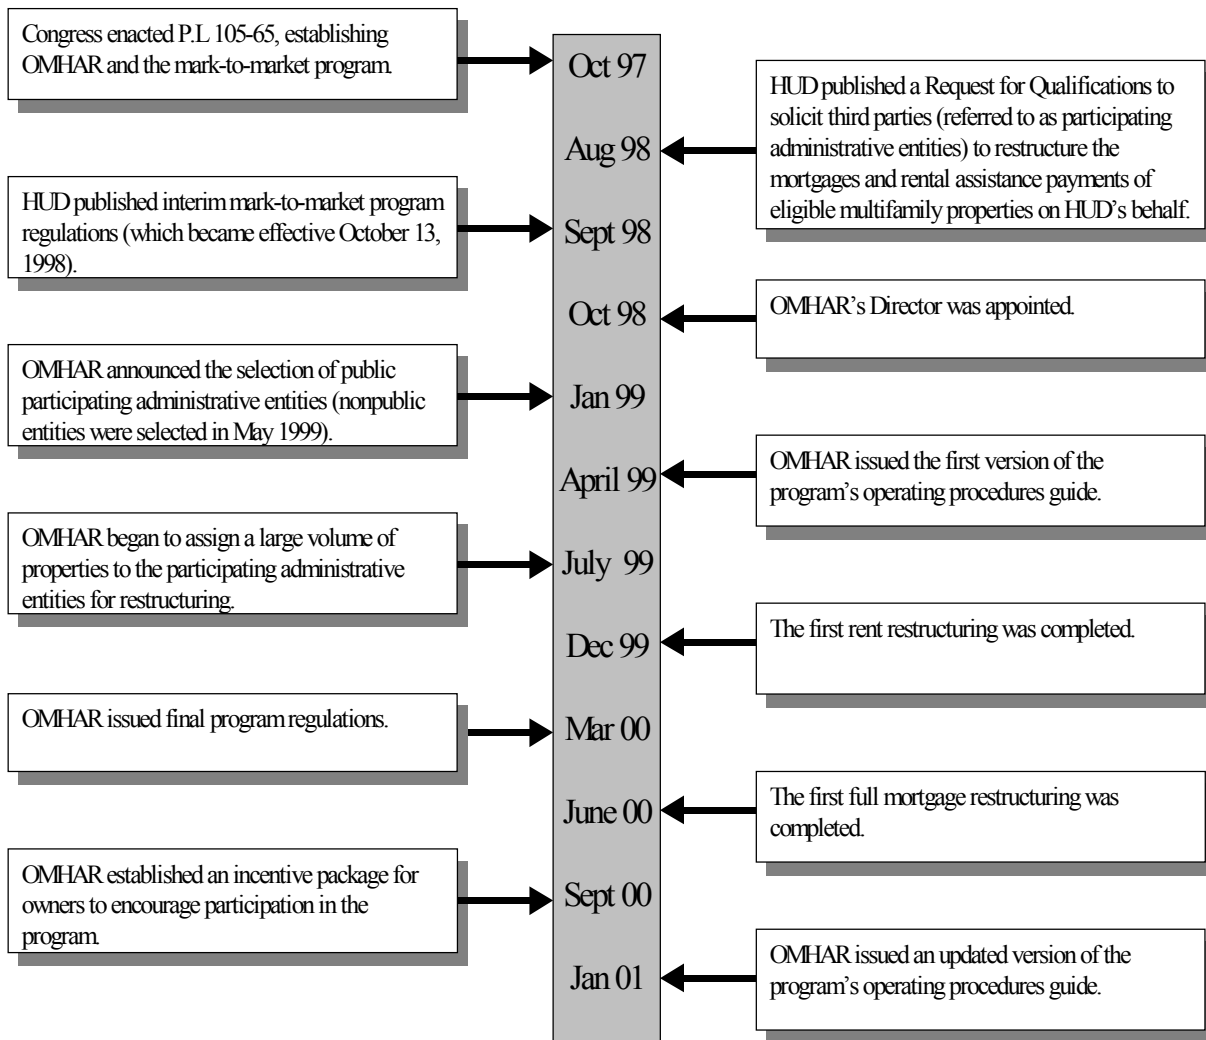 Congress enacted P.L 105-65, establishing
OMHAR and the mark-to-market program.
Oct 97
HUD published a Request for Qualifications to
solicit third parties (referred to as participating
administrative entities) to restructure the
mortgages and rental assistance payments of
eligible multifamily properties on HUD's behalf.
Aug 98
HUD published interim mark-to-market program
regulations (which became effective October 13,
1998).
Sept 98
Oct 98
OMHAR's Director was appointed.
OMHAR announced the selection of public
participating administrative entities (nonpublic
entities were selected in May 1999).
Jan 99
April 99
OMHAR issued the first version of the
program's operating procedures guide.
OMHAR began to assign a large volume of
properties to the participating administrative
entities for restructuring.
July 99
Dec 99
The first rent restructuring was completed.
OMHAR issued final program regulations.
Mar 00
June 00
The first full mortgage restructuring was
completed.
OMHAR established an incentive package for
owners to encourage participation in the
program.
Sept 00
Jan 01
OMHAR issued an updated version of the
program's operating procedures guide.